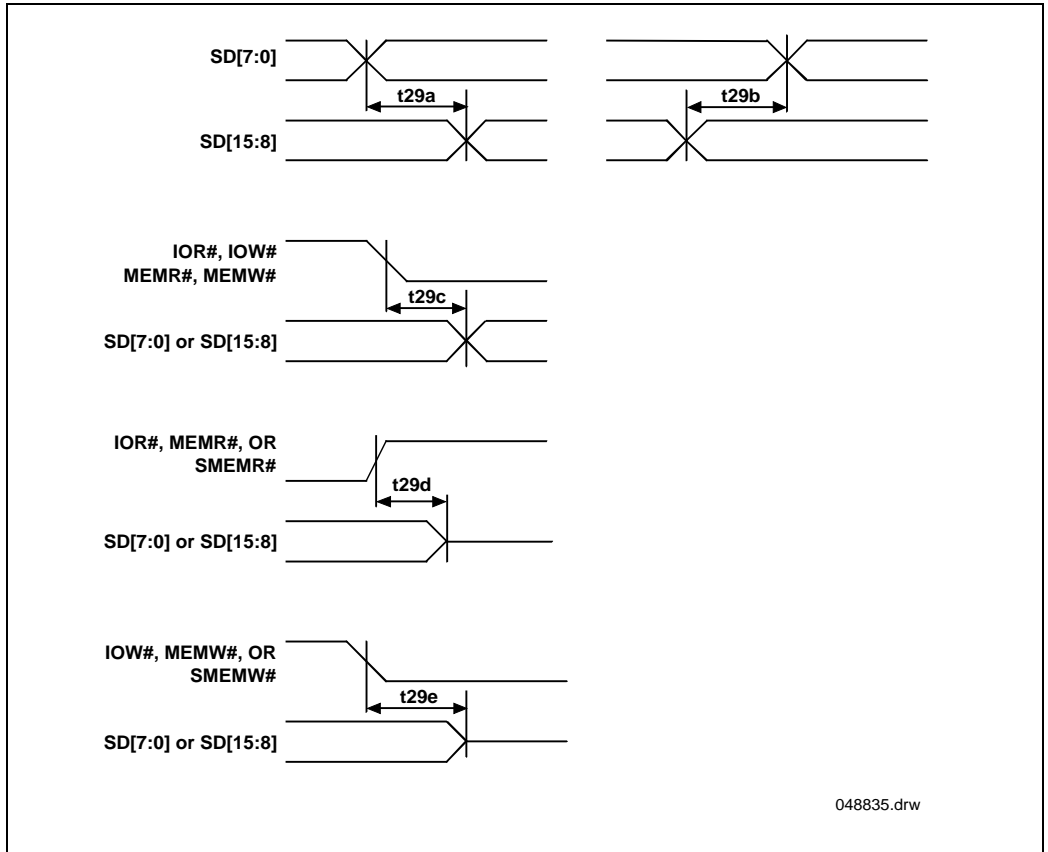 SD[7:0]
t29a
t29b
SD[15:8]
IOR#, IOW#
MEMR#, MEMW#
t29c
SD[7:0] or SD[15:8]
IOR#, MEMR#, OR
SMEMR#
t29d
SD[7:0] or SD[15:8]
IOW#, MEMW#, OR
SMEMW#
t29e
SD[7:0] or SD[15:8]
048835.drw